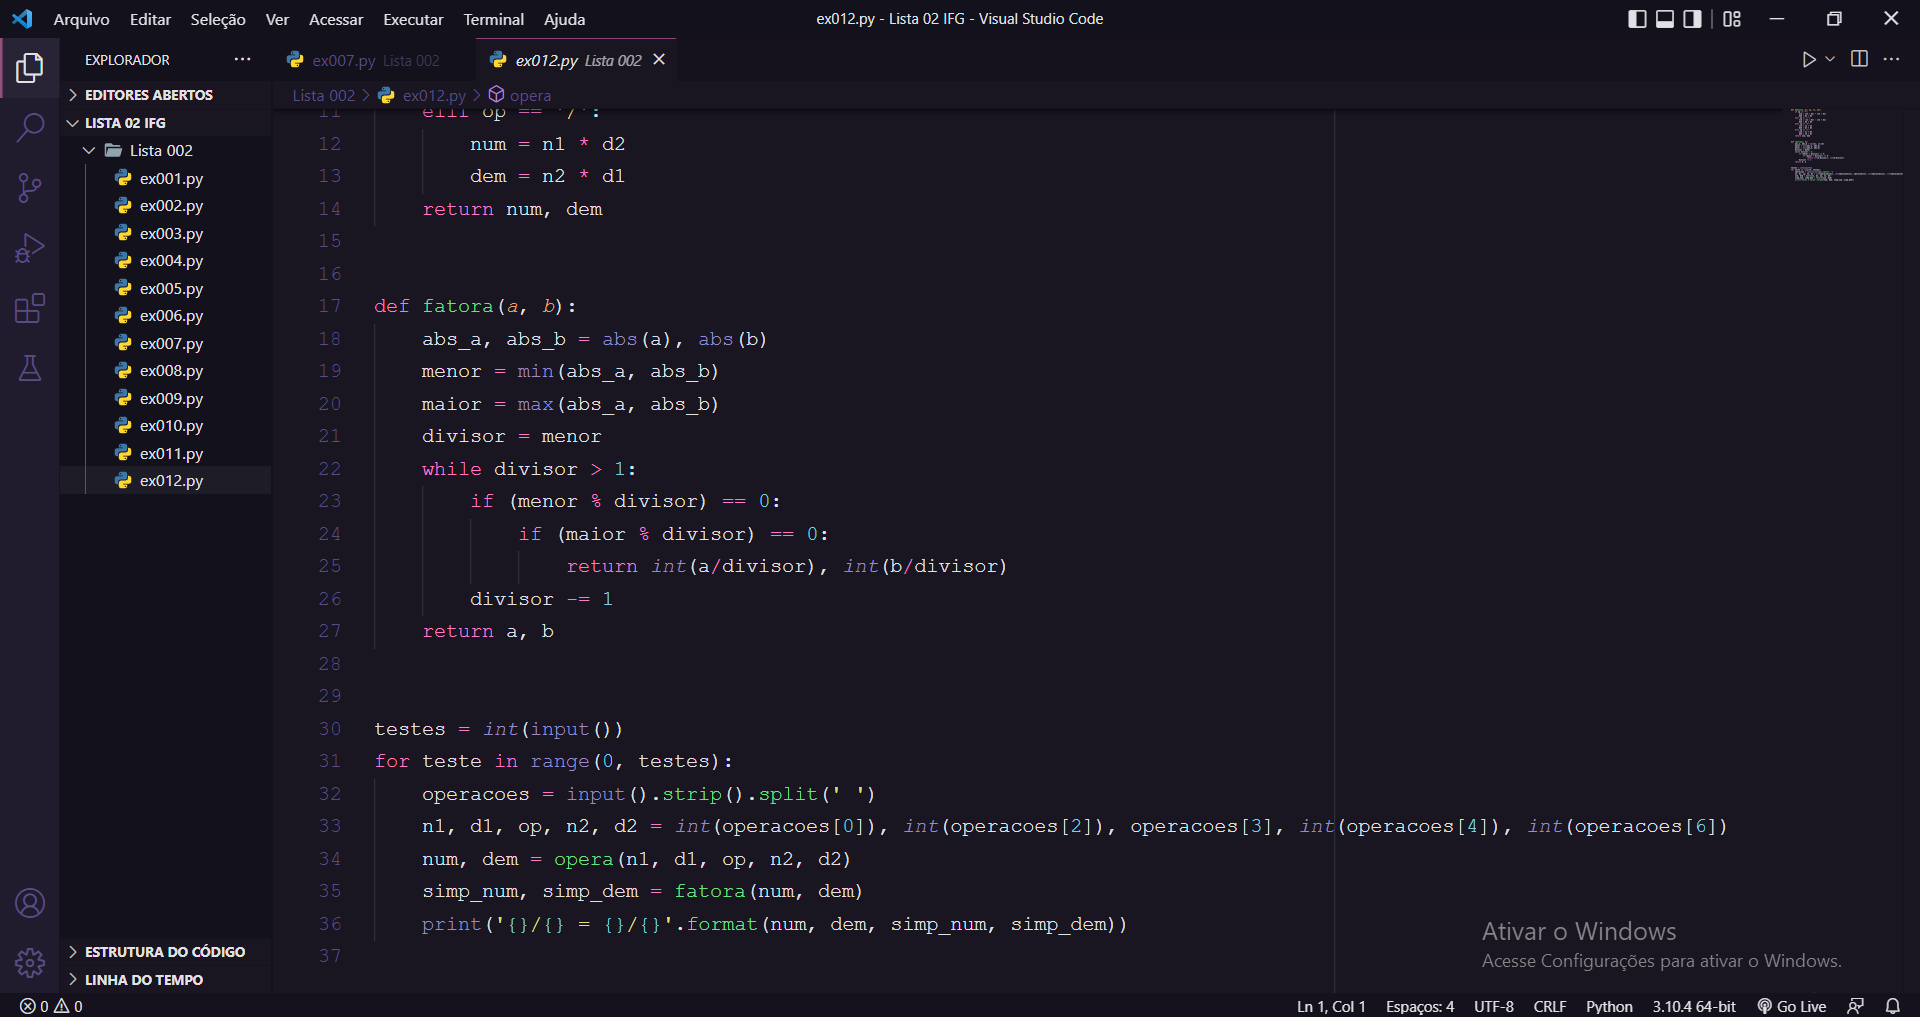 Arquivo Editar Seleção Ver Acessar Executar Terminal Ajuda
ex012.py - Lista 02 IFG - Visual Studio Code
EXPLORADOR
ex007.py Lista 002
ex012.py Lista 002
EDITORES ABERTOS
LISTA 02 IFG
Lista 002
ex001.py
ex002.py
ex003.py
ex004.py
ex005.py
ex006.py
ex007.py
ex008.py
ex009.py
ex010.py
ex011.py
ex012.py
ESTRUTURA DO CÓDIGO
LINHA DO TEMPO
Lista 002 > ex012.py > opera
11 elif op == '/':
12 num = n1 * d2
13 dem = n2 * d1
14 return num, dem
15
16
17 def fatora(a, b):
18 abs_a, abs_b = abs(a), abs(b)
19 menor = min(abs_a, abs_b)
20 maior = max(abs_a, abs_b)
21 divisor = menor
22 while divisor > 1:
23 if (menor % divisor) == 0:
24 if (maior % divisor) == 0:
25 return int(a/divisor), int(b/divisor)
26 divisor -= 1
27 return a, b
28
29
30 testes = int(input())
31 for teste in range(0, testes):
32 operacoes = input().strip().split(' ')
33 n1, d1, op, n2, d2 = int(operacoes[0]), int(operacoes[2]), operacoes[3], int(operacoes[4]), int(operacoes[6])
34 num, dem = opera(n1, d1, op, n2, d2)
35 simp_num, simp_dem = fatora(num, dem)
36 print('{}/{} = {}/{}'.format(num, dem, simp_num, simp_dem))
37
Ativar o Windows
Acesse Configurações para ativar o Windows.
0 0
Ln 1, Col 1 Espaços: 4 UTF-8 CRLF Python 3.10.4 64-bit Go Live